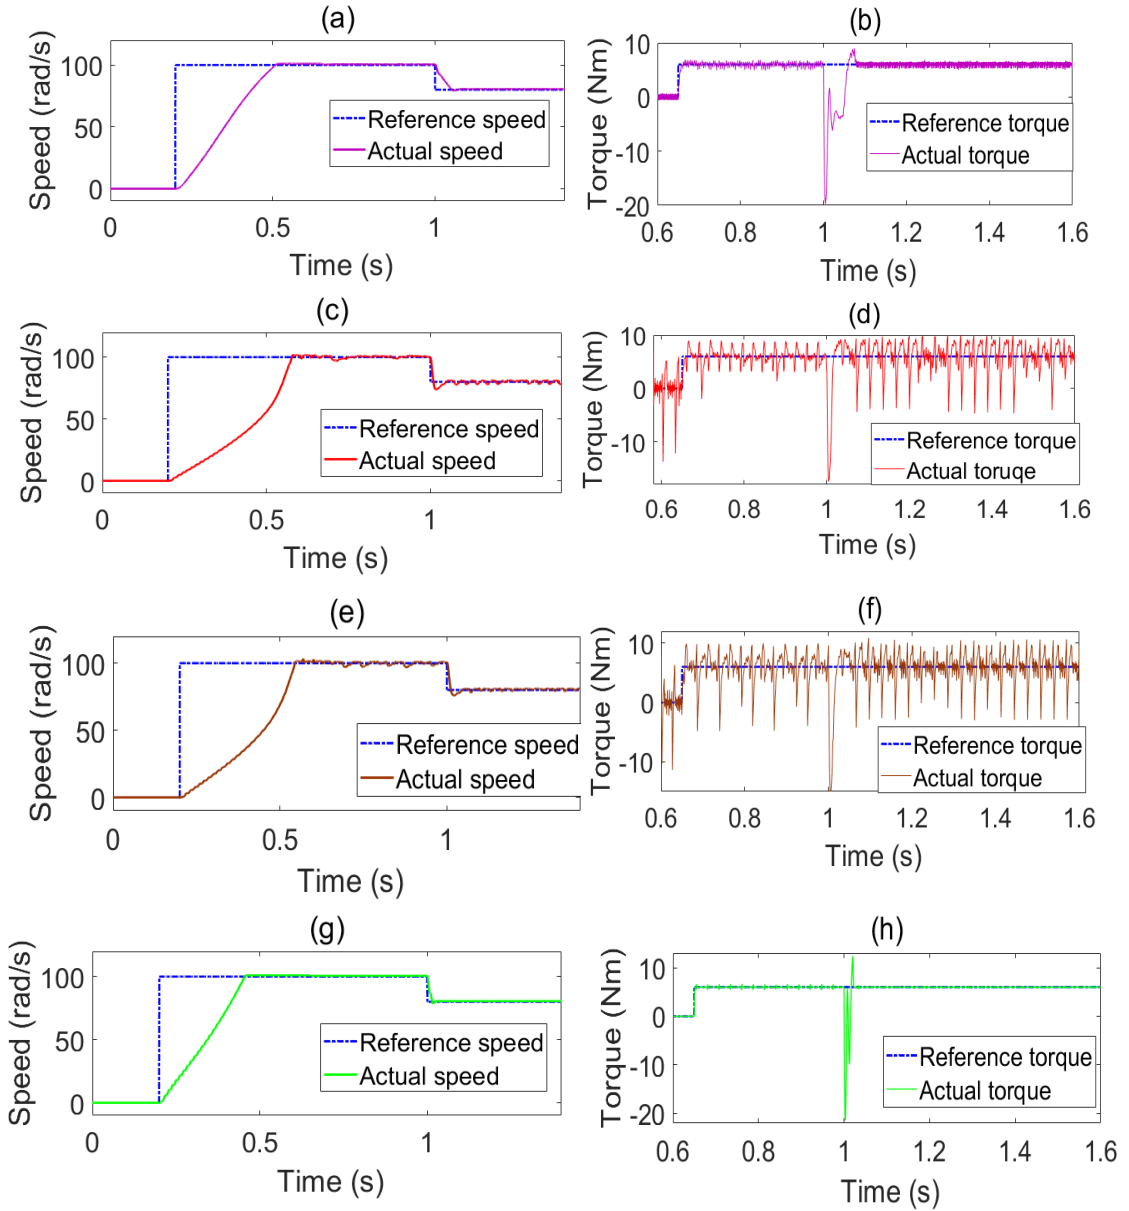 (a)
Speed (rad/s)
100
50
0
Reference speed
Actual speed
0
0.5
1
Time (s)
(b)
Torque (Nm)
10
0
-10
-20
Reference torque
Actual torque
0.6
0.8
1
1.2
1.4
1.6
Time (s)
(c)
Speed (rad/s)
100
50
0
Reference speed
Actual speed
0
0.5
1
Time (s)
(d)
Torque (Nm)
10
0
-10
Reference torque
Actual toruqe
0.6
0.8
1
1.2
1.4
1.6
Time (s)
(e)
Speed (rad/s)
100
50
0
Reference speed
Actual speed
0
0.5
1
Time (s)
(f)
Torque (Nm)
10
0
-10
Reference torque
Actual torque
0.6
0.8
1
1.2
1.4
1.6
Time (s)
(g)
Speed (rad/s)
100
50
0
Reference speed
Actual speed
0
0.5
1
Time (s)
(h)
Torque (Nm)
10
0
-10
-20
Reference torque
Actual torque
0.6
0.8
1
1.2
1.4
1.6
Time (s)